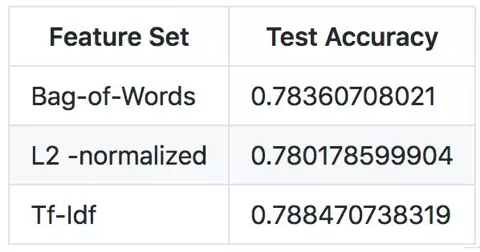 Feature Set Test Accuracy
Bag-of-Words 0.78360708021
L2 -normalized 0.780178599904
Tf-Idf 0.788470738319